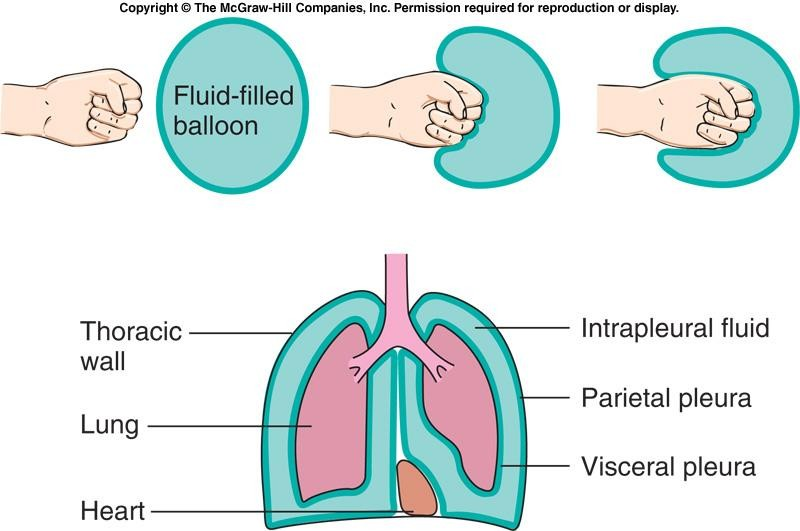 Copyright © The McGraw-Hill Companies, Inc. Permission required for reproduction or display.
Fluid-filled
balloon
Thoracic
wall
Lung
Heart
Intrapleural fluid
Parietal pleura
Visceral pleura